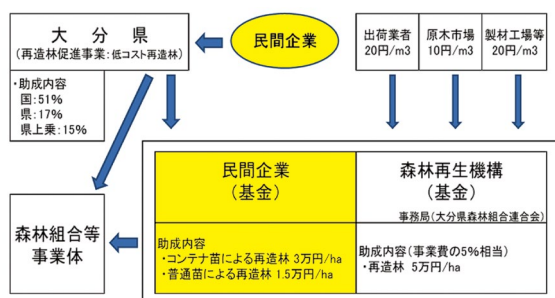 大分県
(再造林促進事業:低コスト再造林)
・助成内容
国:51%
県:17%
県上乗:15%
民間企業
出荷業者
20円/m3
原木市場
10円/m3
製材工場等
20円/m3
森林組合等
事業体
民間企業
(基金)
森林再生機構
(基金)
事務局(大分県森林組合連合会)
助成内容
・コンテナ苗による再造林 3万円/ha
・普通苗による再造林 1.5万円/ha
助成内容(事業費の5%相当)
・再造林 5万円/ha